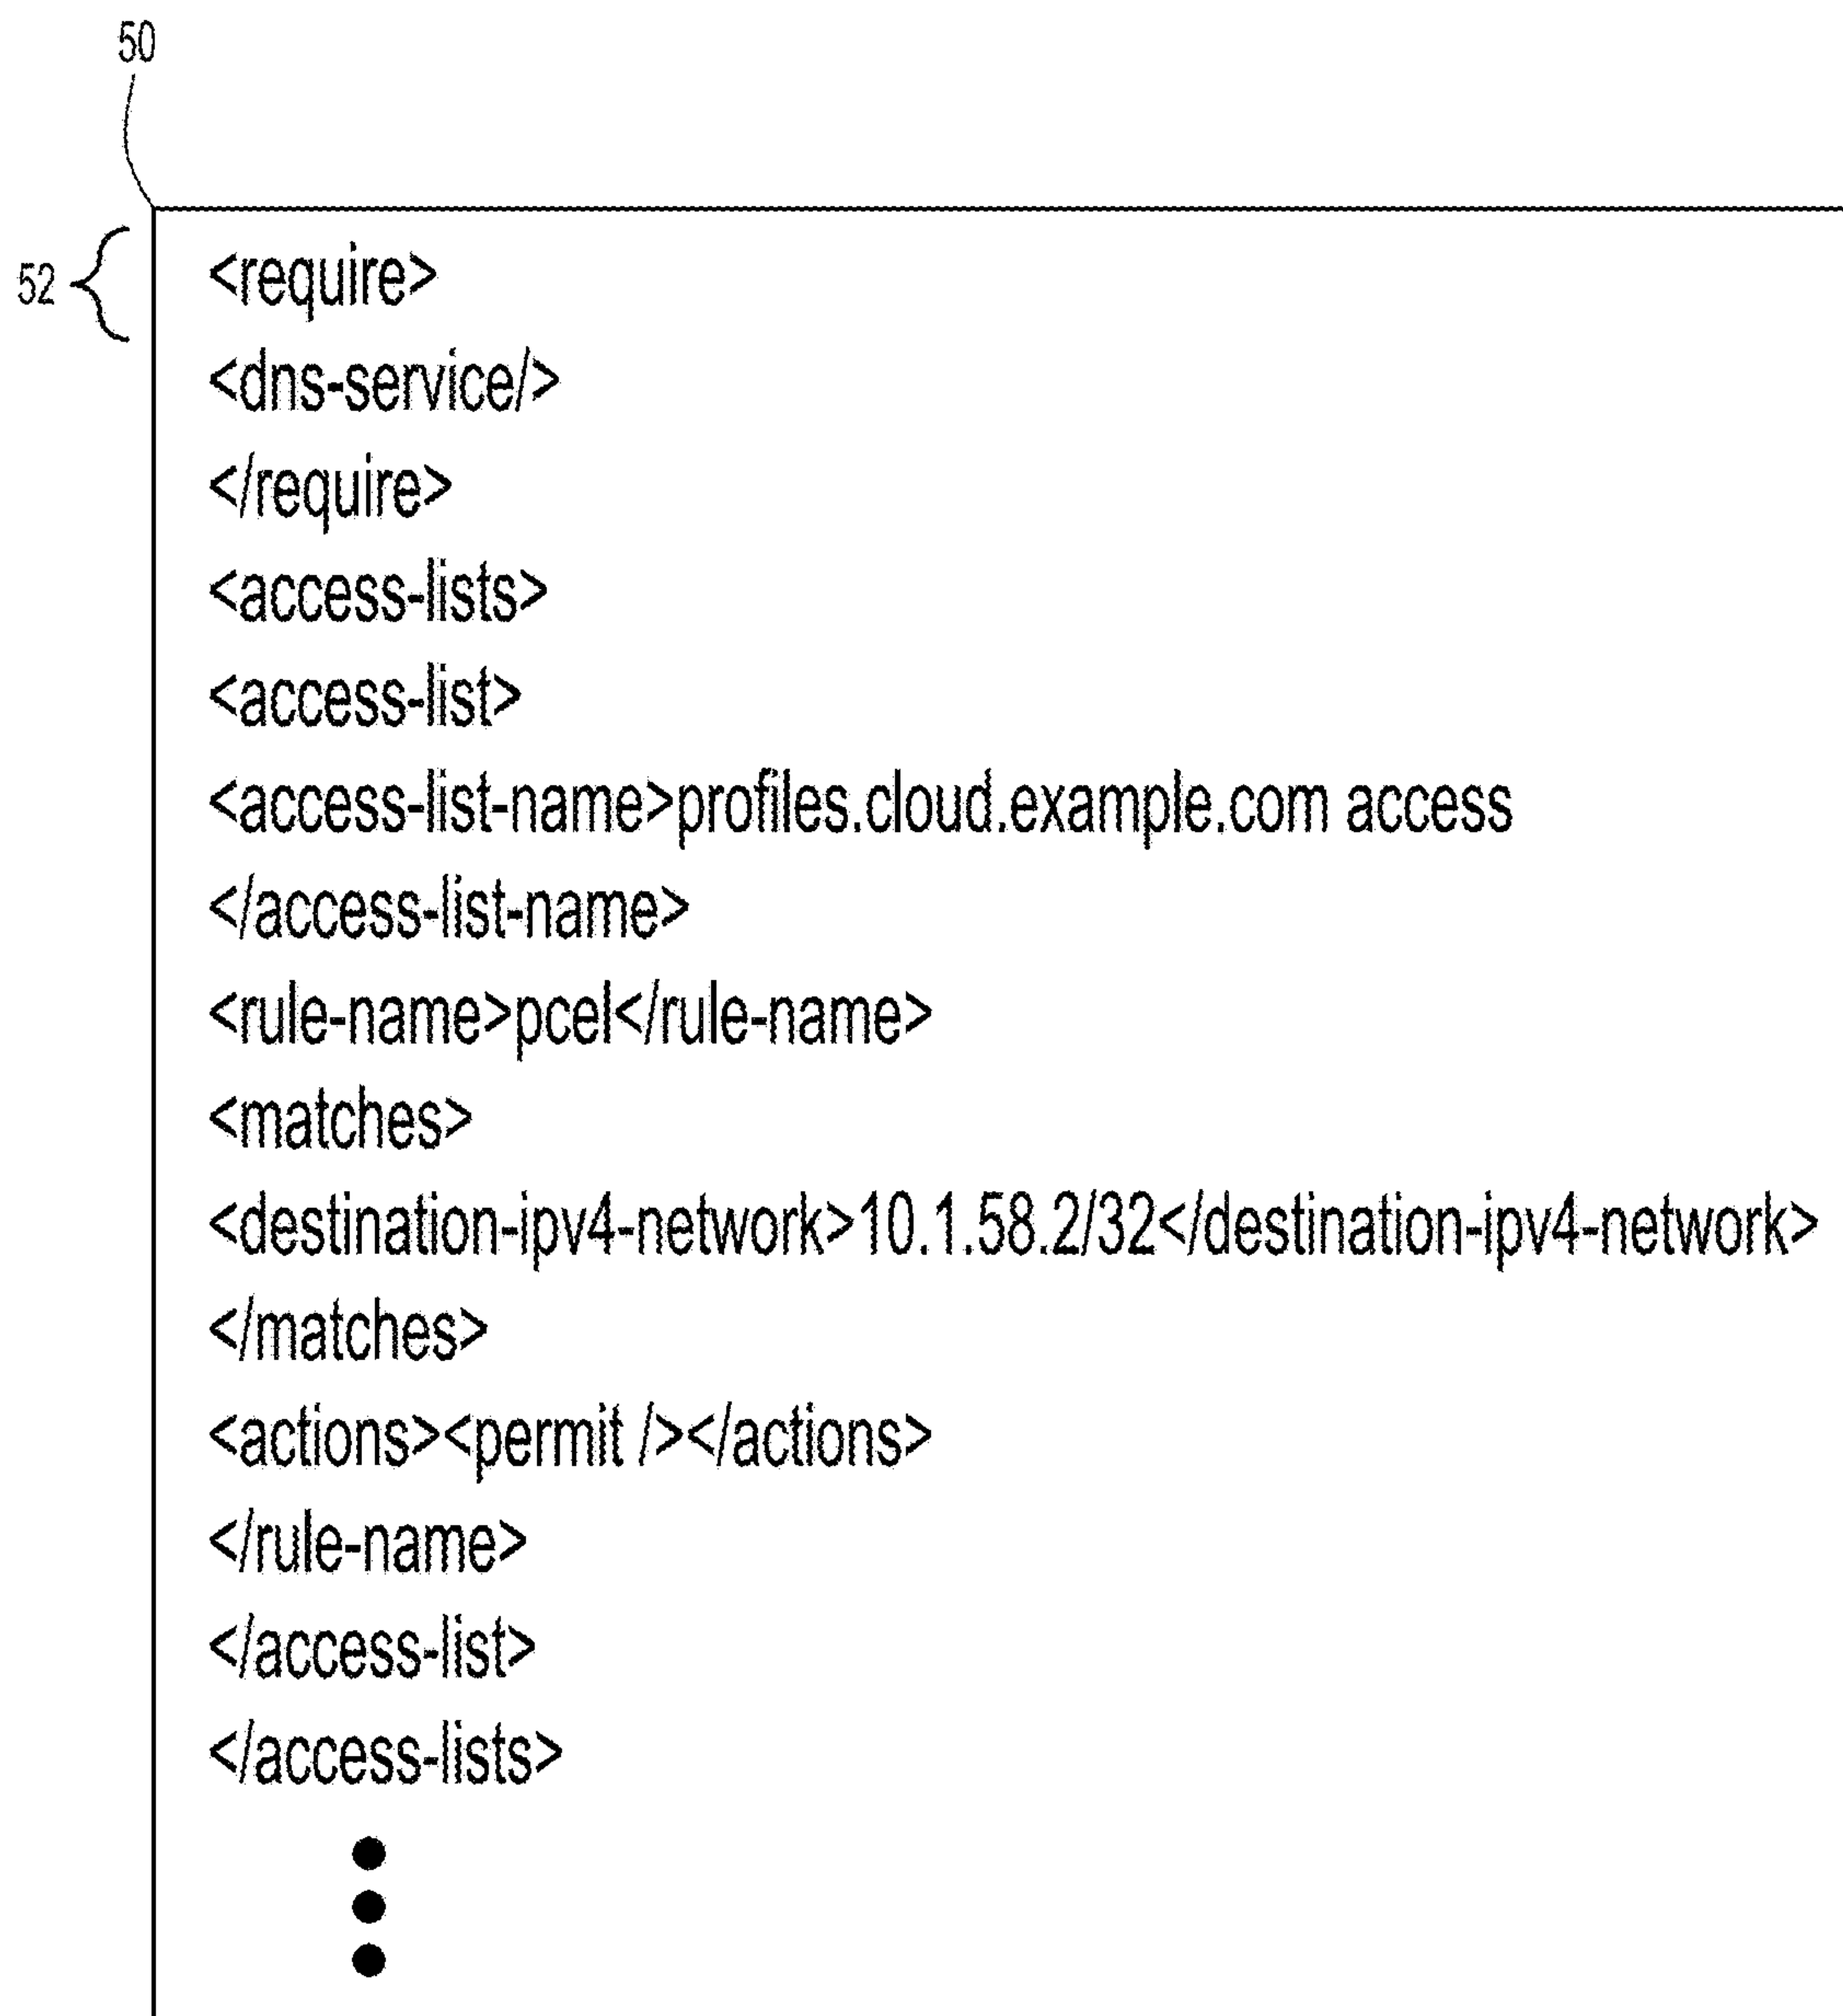 50
52
<require>
<dns-service/>
</require>
<access-lists>
<access-list>
<access-list-name>profiles.cloud.example.com access
</access-list-name>
<rule-name>pcel</rule-name>
<matches>
<destination-ipv4-network>10.1.58.2/32</destination-ipv4-network>
</matches>
<actions><permit /></actions>
</rule-name>
</access-list>
</access-lists>